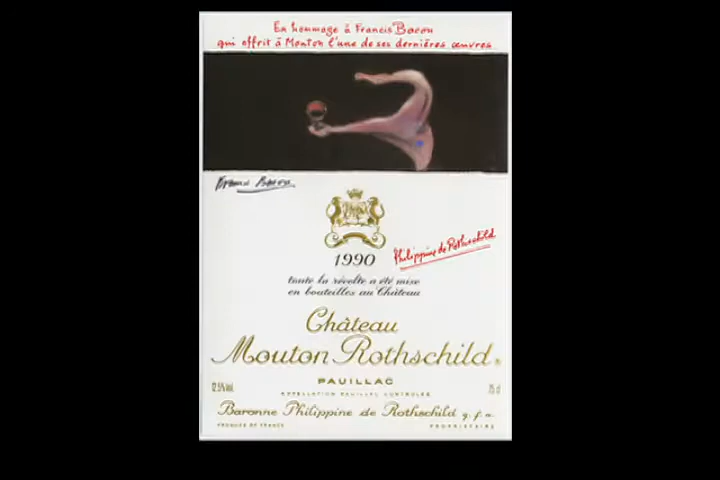 En hommage à Francis Bacon
qui offrit à Mouton l'une de ses dernières œuvres
Francis Bacon
1990
Philippine de Rothschild
toute la récolte a été mise
en bouteilles au Château
Château
Mouton Rothschild
PAUILLAC
12.5% Vol.
APPELLATION PAUILLAC CONTROLÉE
75 cl
Baronne Philippine de Rothschild g.f.a.
PRODUCE OF FRANCE
PROPRIÉTAIRE